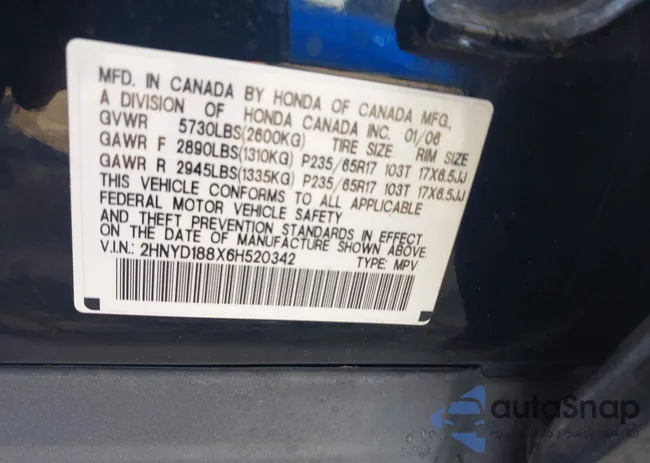 MFD. IN CANADA BY HONDA OF CANADA MFG.,
A DIVISION OF HONDA CANADA INC. 01/06
GVWR 5730LBS(2600KG) TIRE SIZE RIM SIZE
GAWR F 2890LBS(1310KG) P235/65R17 103T 17X6.5JJ
GAWR R 2945LBS(1335KG) P235/65R17 103T 17X6.5JJ
THIS VEHICLE CONFORMS TO ALL APPLICABLE
FEDERAL MOTOR VEHICLE SAFETY
AND THEFT PREVENTION STANDARDS IN EFFECT
ON THE DATE OF MANUFACTURE SHOWN ABOVE.
V.I.N.: 2HNYD188X6H520342 TYPE: MPV
autoSnap